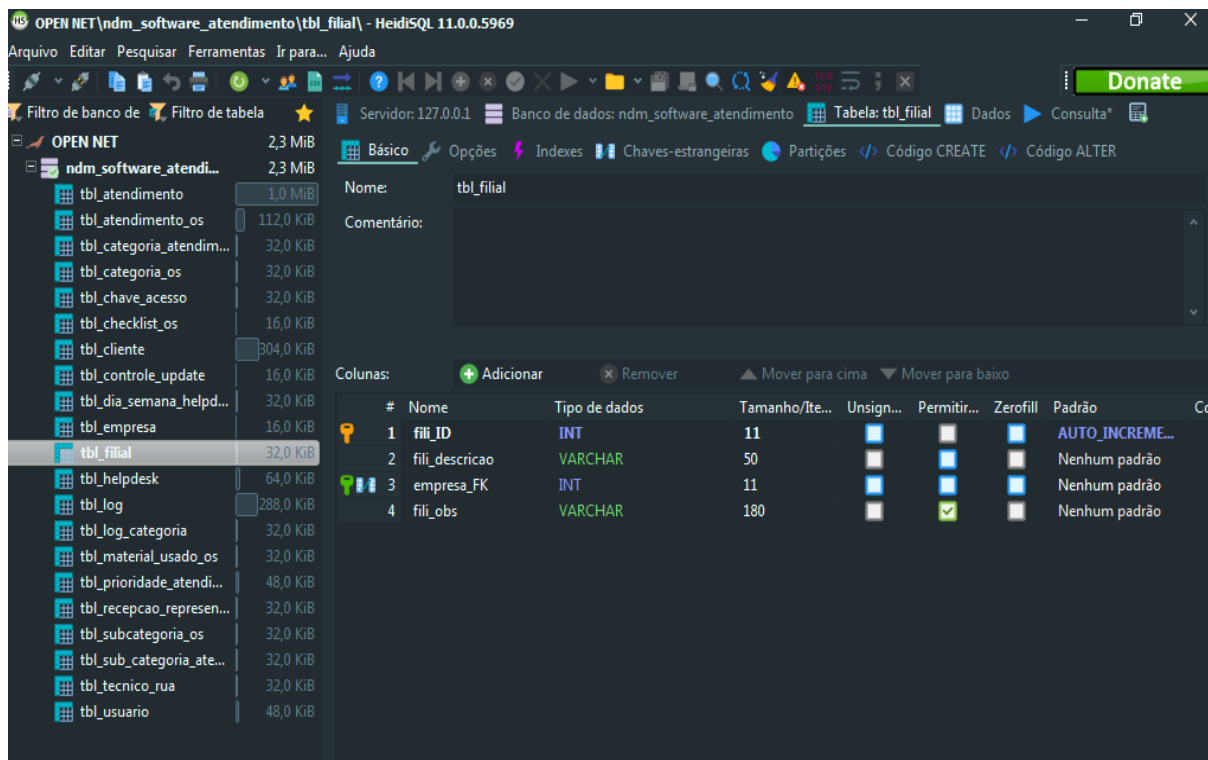 HS OPEN NET\ndm_software_atendimento\tbl_filial\ - HeidiSQL 11.0.0.5969
Arquivo Editar Pesquisar Ferramentas Ir para... Ajuda
Donate
Filtro de banco de Filtro de tabela
Servidor: 127.0.0.1 Banco de dados: ndm_software_atendimento Tabela: tbl_filial Dados Consulta*
OPEN NET 2,3 MiB
ndm_software_atendi... 2,3 MiB
tbl_atendimento 1,0 MiB
tbl_atendimento_os 112,0 KiB
tbl_categoria_atendim... 32,0 KiB
tbl_categoria_os 32,0 KiB
tbl_chave_acesso 32,0 KiB
tbl_checklist_os 16,0 KiB
tbl_cliente 304,0 KiB
tbl_controle_update 16,0 KiB
tbl_dia_semana_helpd... 32,0 KiB
tbl_empresa 16,0 KiB
tbl_filial 32,0 KiB
tbl_helpdesk 64,0 KiB
tbl_log 288,0 KiB
tbl_log_categoria 32,0 KiB
tbl_material_usado_os 32,0 KiB
tbl_prioridade_atendi... 48,0 KiB
tbl_recepcao_represen... 32,0 KiB
tbl_subcategoria_os 32,0 KiB
tbl_sub_categoria_ate... 32,0 KiB
tbl_tecnico_rua 32,0 KiB
tbl_usuario 48,0 KiB
Básico Opções Indexes Chaves-estrangeiras Partições Código CREATE Código ALTER
Nome: tbl_filial
Comentário:
Colunas: Adicionar Remover Mover para cima Mover para baixo
# Nome Tipo de dados Tamanho/Ite... Unsign... Permitir... Zerofill Padrão Co
1 fili_ID INT 11 AUTO_INCREME...
2 fili_descricao VARCHAR 50 Nenhum padrão
3 empresa_FK INT 11 Nenhum padrão
4 fili_obs VARCHAR 180 Nenhum padrão